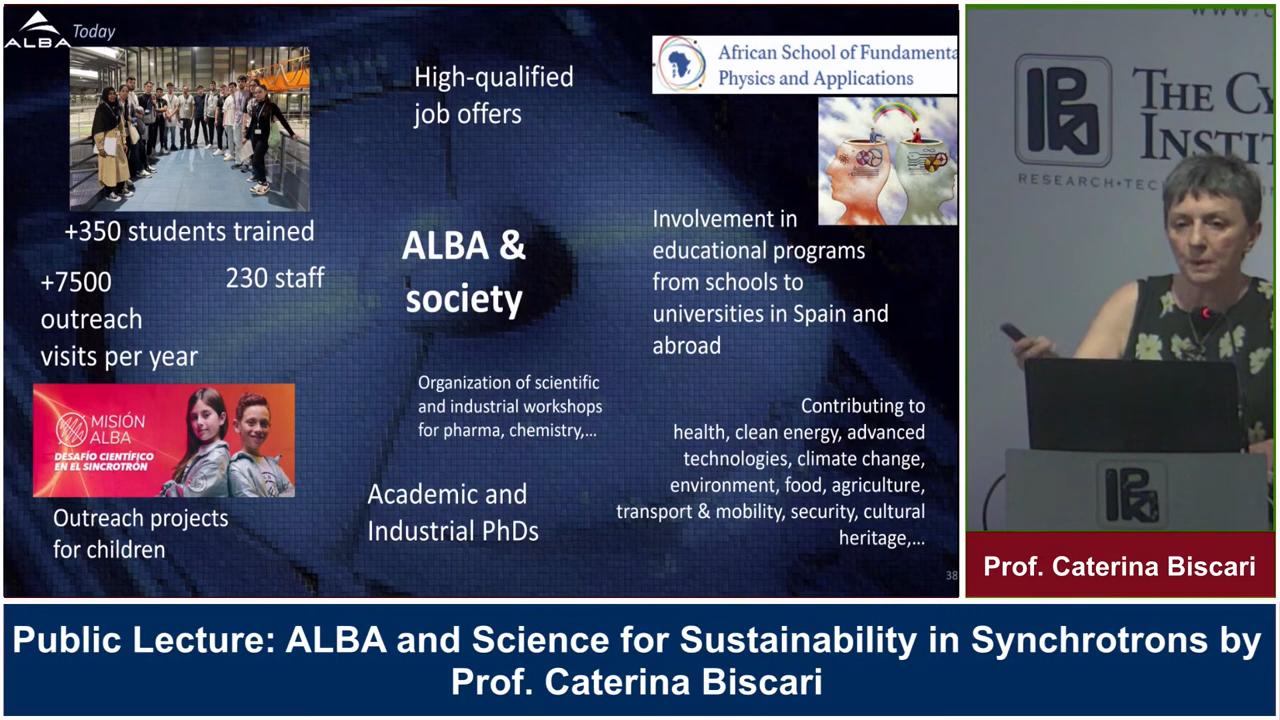 ALBA Today
High-qualified
job offers
African School of Fundamenta
Physics and Applications
+350 students trained
+7500
outreach
visits per year
230 staff
ALBA &
society
Involvement in
educational programs
from schools to
universities in Spain and
abroad
MISIÓN
ALBA
DESAFÍO CIENTÍFICO
EN EL SINCROTRÓN
Outreach projects
for children
Organization of scientific
and industrial workshops
for pharma, chemistry,...
Academic and
Industrial PhDs
Contributing to
health, clean energy, advanced
technologies, climate change,
environment, food, agriculture,
transport & mobility, security, cultural
heritage,...
38
www.
THE CY
INSTIT
RESEARCH•TEC
Prof. Caterina Biscari
Public Lecture: ALBA and Science for Sustainability in Synchrotrons by
Prof. Caterina Biscari